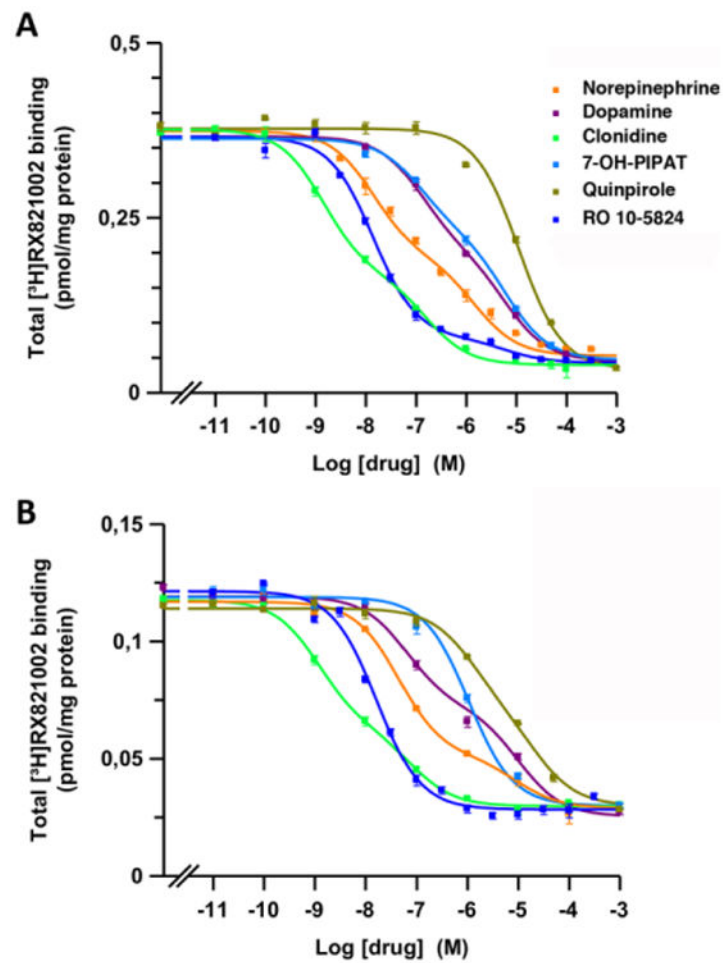 A
0,5
0,25
0
Total [³H]RX821002 binding
(pmol/mg protein)
Norepinephrine
Dopamine
Clonidine
7-OH-PIPAT
Quinpirole
RO 10-5824
-11 -10 -9 -8 -7 -6 -5 -4 -3
Log [drug] (M)
B
0,15
0,1
0,05
0
Total [³H]RX821002 binding
(pmol/mg protein)
-11 -10 -9 -8 -7 -6 -5 -4 -3
Log [drug] (M)